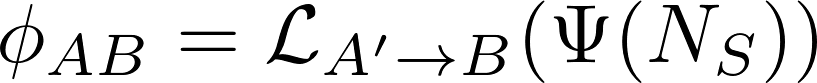 $\phi_{AB} = \mathcal{L}_{A' \to B}(\Psi(N_S))$